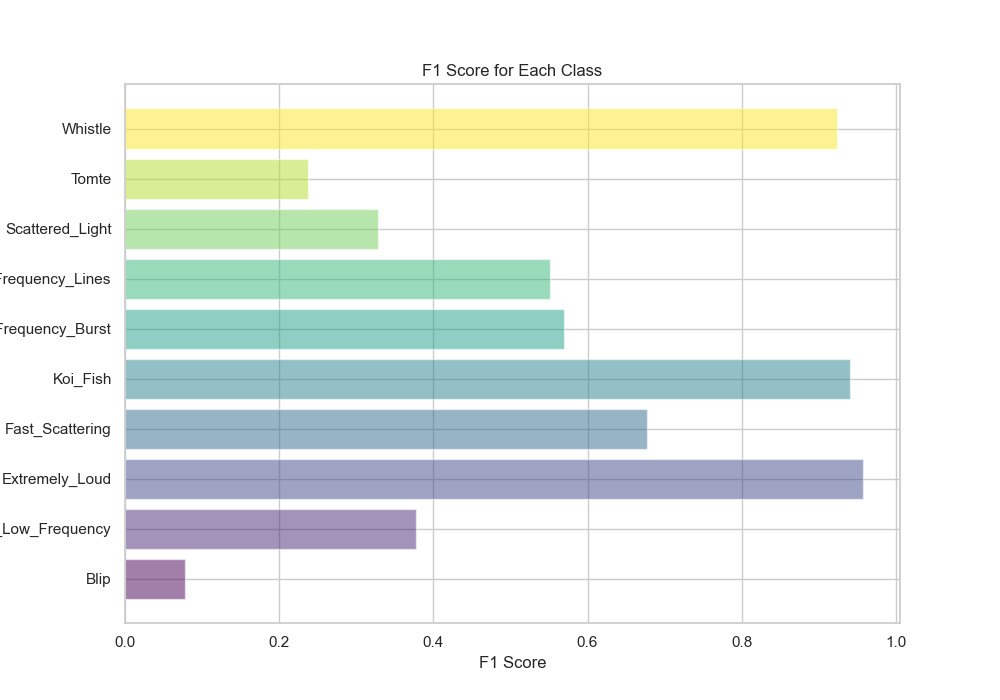 F1 Score for Each Class
Whistle
Tomte
Scattered_Light
Frequency_Lines
Frequency_Burst
Koi_Fish
Fast_Scattering
Extremely_Loud
_Low_Frequency
Blip
0.0 0.2 0.4 0.6 0.8 1.0
F1 Score